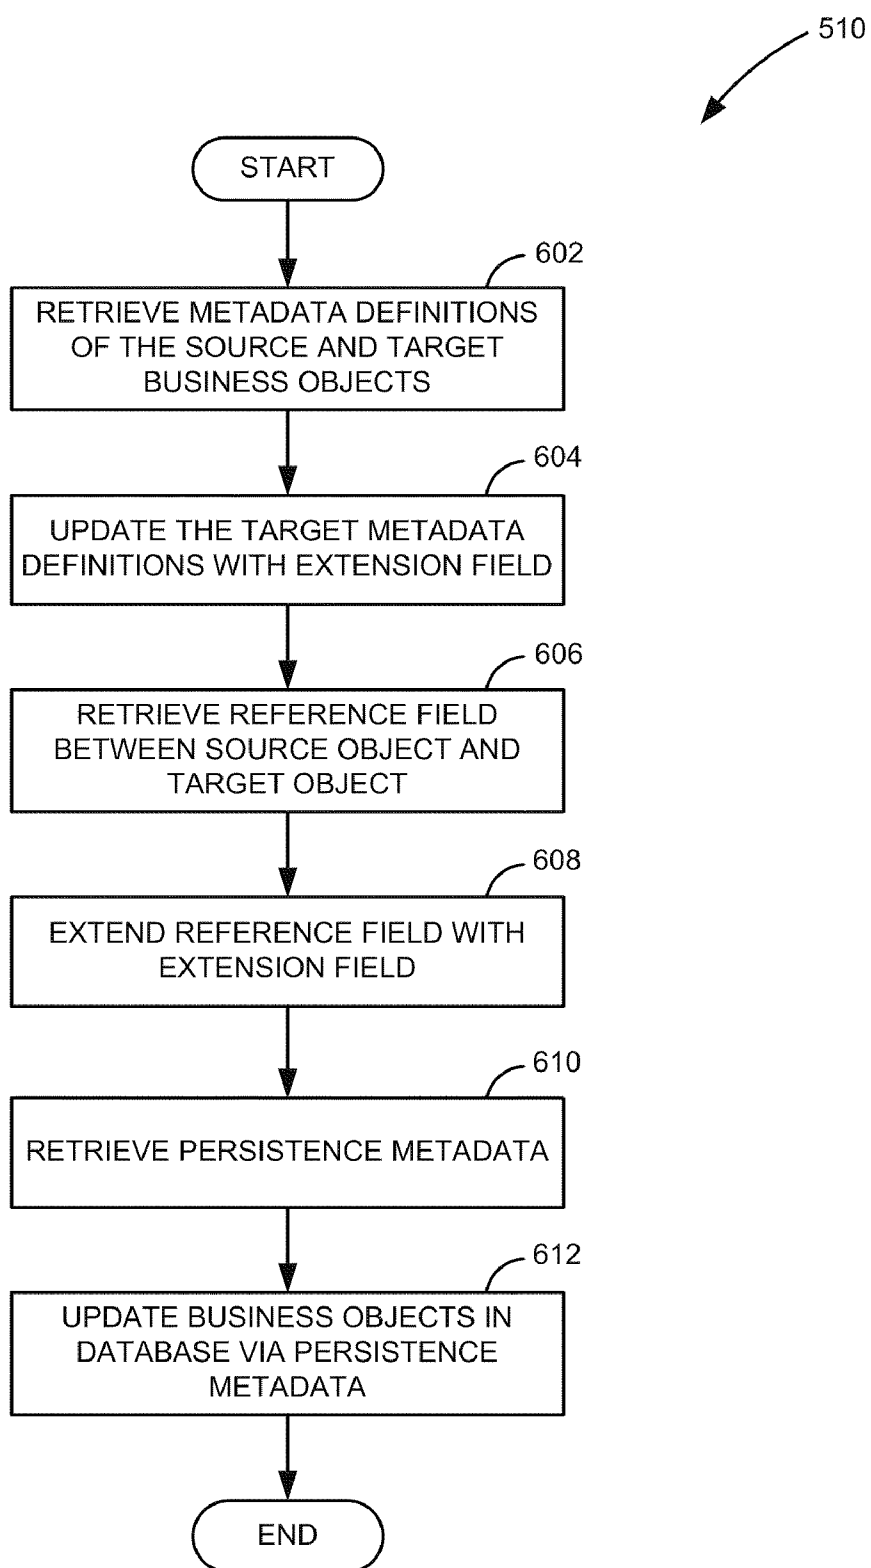 510
START
602
RETRIEVE METADATA DEFINITIONS
OF THE SOURCE AND TARGET
BUSINESS OBJECTS
604
UPDATE THE TARGET METADATA
DEFINITIONS WITH EXTENSION FIELD
606
RETRIEVE REFERENCE FIELD
BETWEEN SOURCE OBJECT AND
TARGET OBJECT
608
EXTEND REFERENCE FIELD WITH
EXTENSION FIELD
610
RETRIEVE PERSISTENCE METADATA
612
UPDATE BUSINESS OBJECTS IN
DATABASE VIA PERSISTENCE
METADATA
END